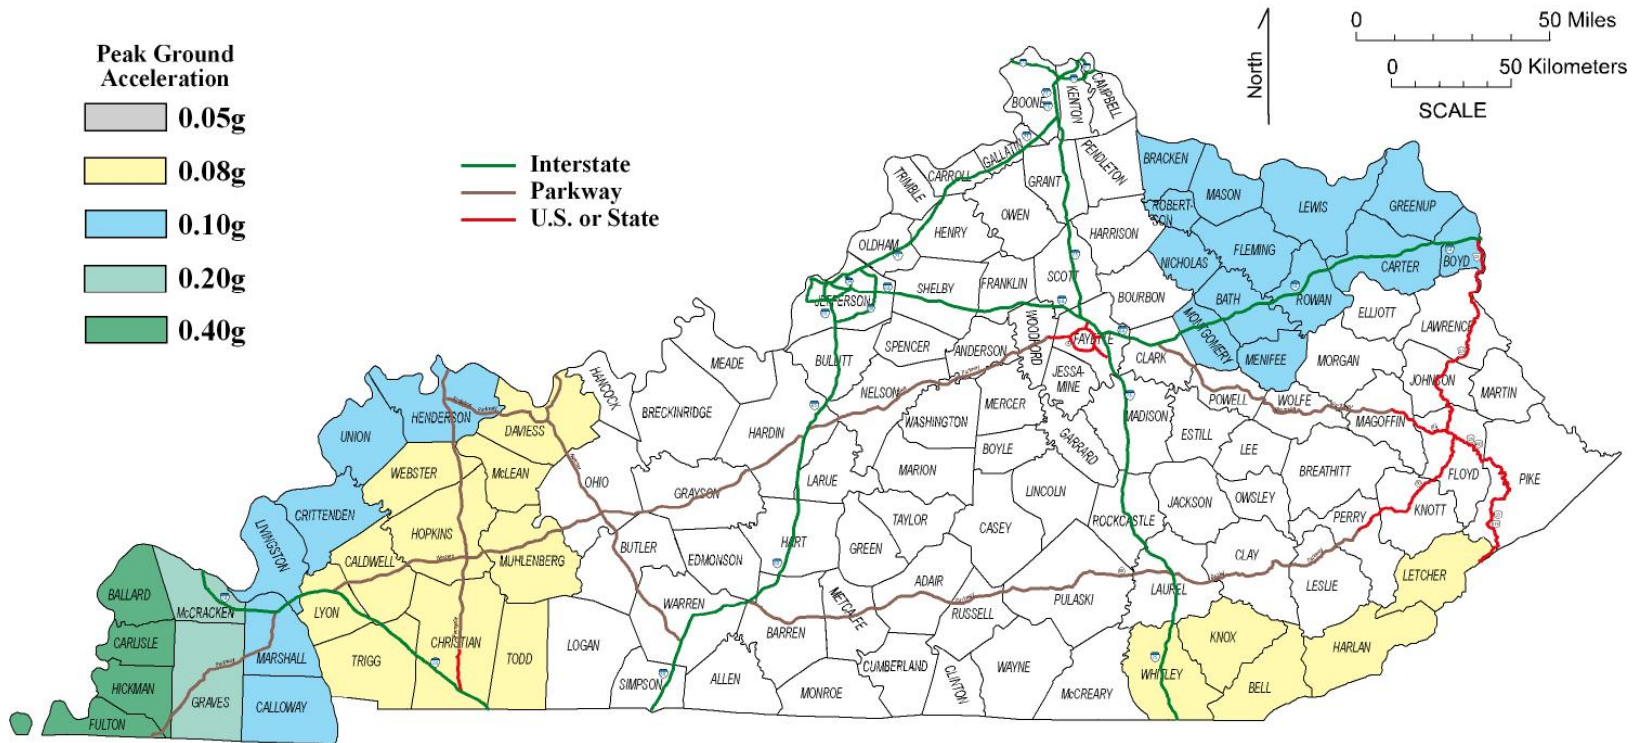 Peak Ground
Acceleration
0.05g
0.08g
0.10g
0.20g
0.40g
Interstate
Parkway
U.S. or State
North
0 50 Miles
0 50 Kilometers
SCALE
BOONE
KENTON
CAMPBELL
GALLATIN
PENDLETON
BRACKEN
CARROLL
GRANT
MASON
TRIMBLE
OWEN
ROBERT-
SON
LEWIS
GREENUP
OLDHAM
HENRY
HARRISON
FLEMING
NICHOLAS
CARTER
BOYD
JEFFERSON
SHELBY
FRANKLIN
SCOTT
BOURBON
BATH
ROWAN
ELLIOTT
LAWRENCE
MONTGOMERY
WOODFORD
FAYETTE
CLARK
MENIFEE
MORGAN
BULLITT
SPENCER
ANDERSON
JESSA-
MINE
JOHNSON
MARTIN
MEADE
HANCOCK
BRECKINRIDGE
NELSON
MERCER
MADISON
POWELL
WOLFE
MAGOFFIN
HENDERSON
UNION
DAVIESS
HARDIN
WASHINGTON
BOYLE
GARRARD
ESTILL
LEE
BREATHITT
FLOYD
PIKE
WEBSTER
McLEAN
OHIO
GRAYSON
LARUE
MARION
LINCOLN
JACKSON
OWSLEY
PERRY
KNOTT
LIVINGSTON
CRITTENDEN
HOPKINS
MUHLENBERG
BUTLER
EDMONSON
HART
GREEN
TAYLOR
CASEY
ROCKCASTLE
CLAY
LESLIE
LETCHER
BALLARD
McCRACKEN
CALDWELL
LYON
WARREN
BARREN
METCALFE
ADAIR
RUSSELL
PULASKI
LAUREL
KNOX
HARLAN
CARLISLE
MARSHALL
TRIGG
CHRISTIAN
TODD
LOGAN
SIMPSON
ALLEN
MONROE
CUMBERLAND
CLINTON
WAYNE
McCREARY
WHITLEY
BELL
HICKMAN
GRAVES
CALLOWAY
FULTON